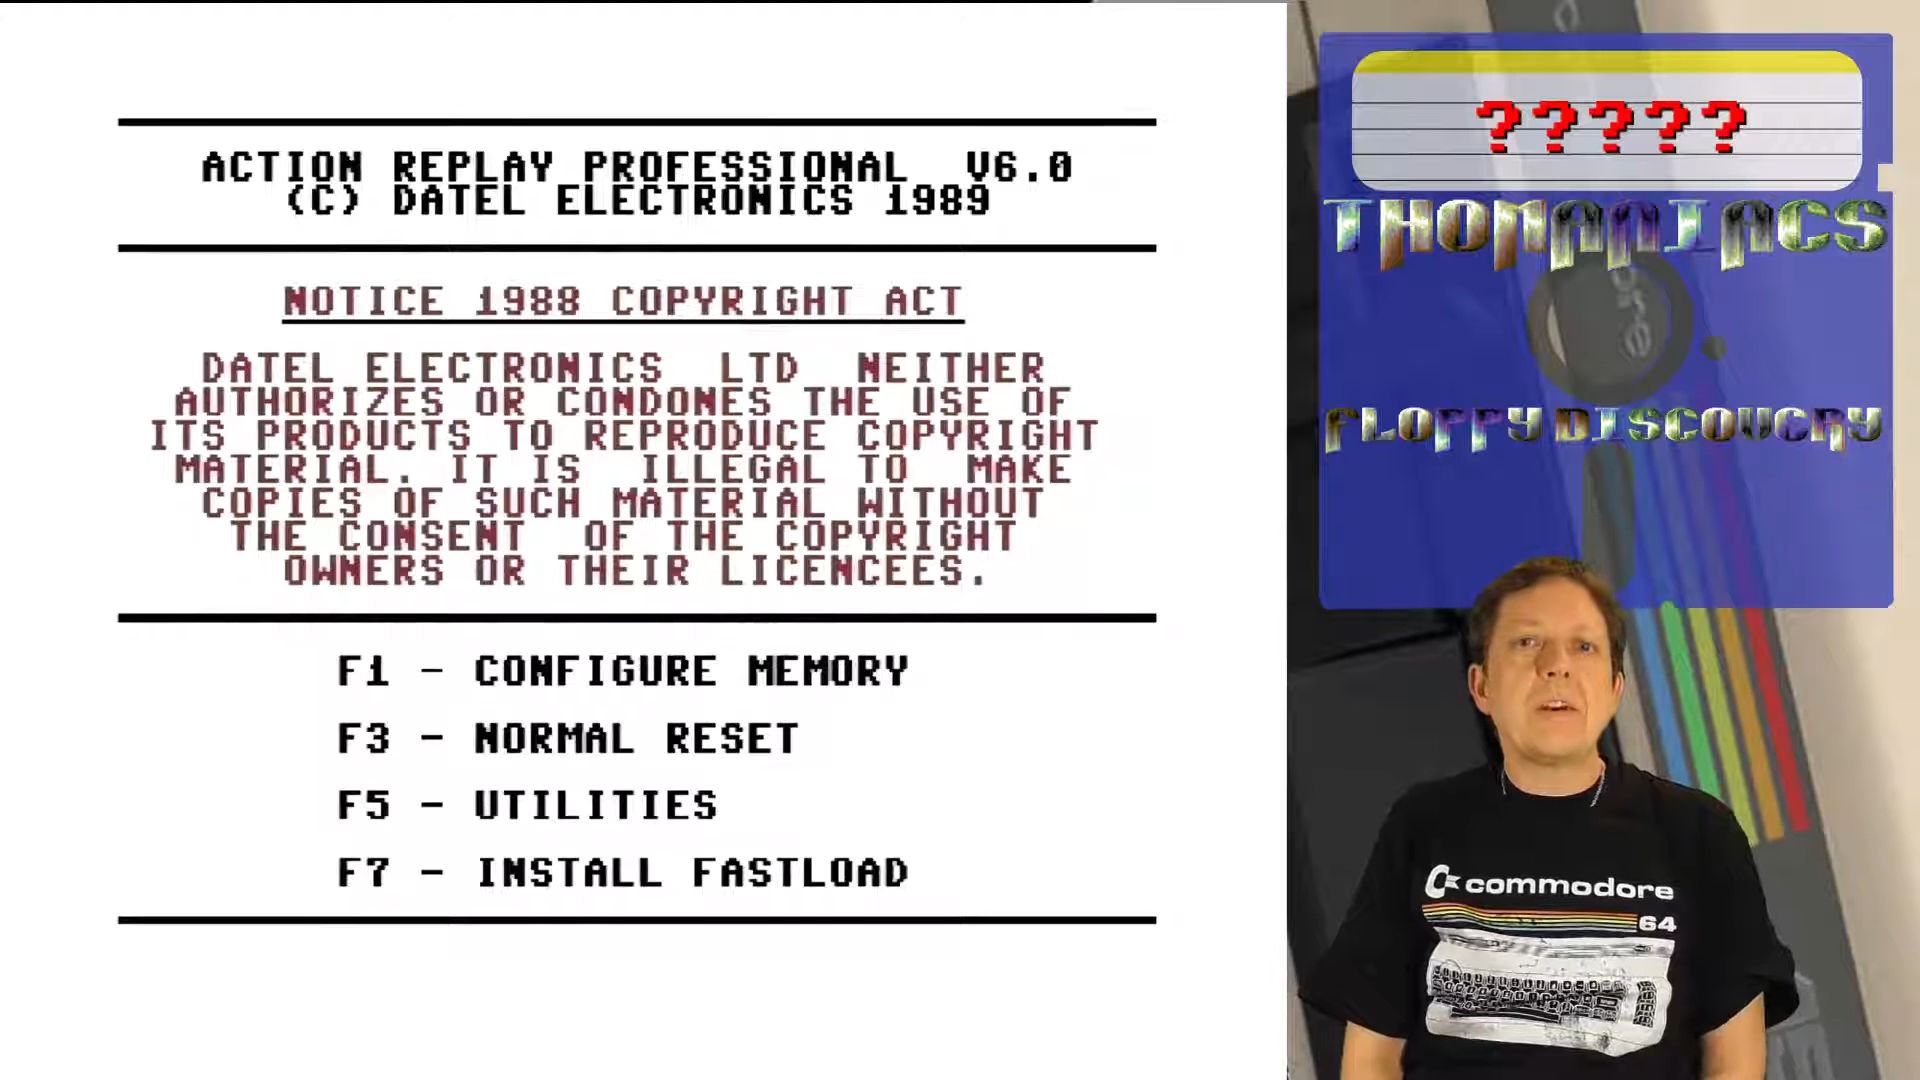 ACTION REPLAY PROFESSIONAL V6.0
(C) DATEL ELECTRONICS 1989
NOTICE 1988 COPYRIGHT ACT
DATEL ELECTRONICS LTD NEITHER
AUTHORIZES OR CONDONES THE USE OF
ITS PRODUCTS TO REPRODUCE COPYRIGHT
MATERIAL. IT IS ILLEGAL TO MAKE
COPIES OF SUCH MATERIAL WITHOUT
THE CONSENT OF THE COPYRIGHT
OWNERS OR THEIR LICENCEES.
F1 - CONFIGURE MEMORY
F3 - NORMAL RESET
F5 - UTILITIES
F7 - INSTALL FASTLOAD
?????
THOMANIACS
FLOPPY DISCOVERY
commodore
64